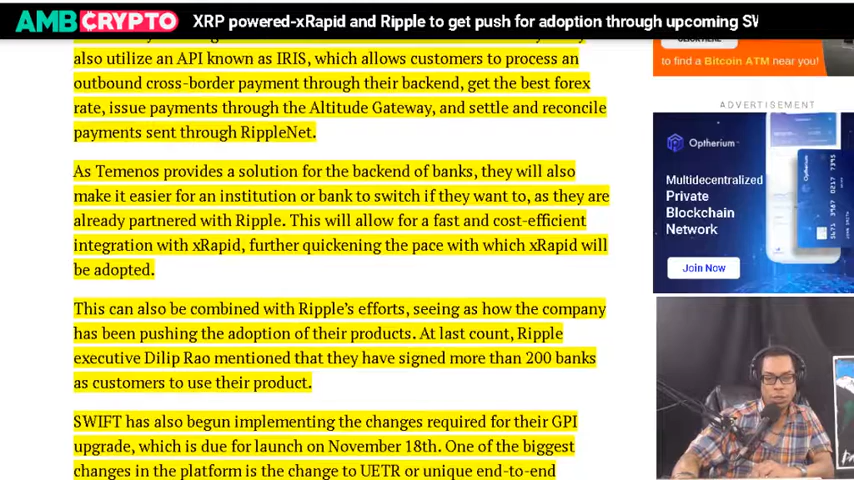 AMBCRYPTO
XRP powered-xRapid and Ripple to get push for adoption through upcoming SW
also utilize an API known as IRIS, which allows customers to process an
outbound cross-border payment through their backend, get the best forex
rate, issue payments through the Altitude Gateway, and settle and reconcile
payments sent through RippleNet.
As Temenos provides a solution for the backend of banks, they will also
make it easier for an institution or bank to switch if they want to, as they are
already partnered with Ripple. This will allow for a fast and cost-efficient
integration with xRapid, further quickening the pace with which xRapid will
be adopted.
This can also be combined with Ripple's efforts, seeing as how the company
has been pushing the adoption of their products. At last count, Ripple
executive Dilip Rao mentioned that they have signed more than 200 banks
as customers to use their product.
SWIFT has also begun implementing the changes required for their GPI
upgrade, which is due for launch on November 18th. One of the biggest
changes in the platform is the change to UETR or unique end-to-end
CLICK HERE
to find a Bitcoin ATM near you!
ADVERTISEMENT
Optherium
Multidecentralized
Private
Blockchain
Network
Join Now